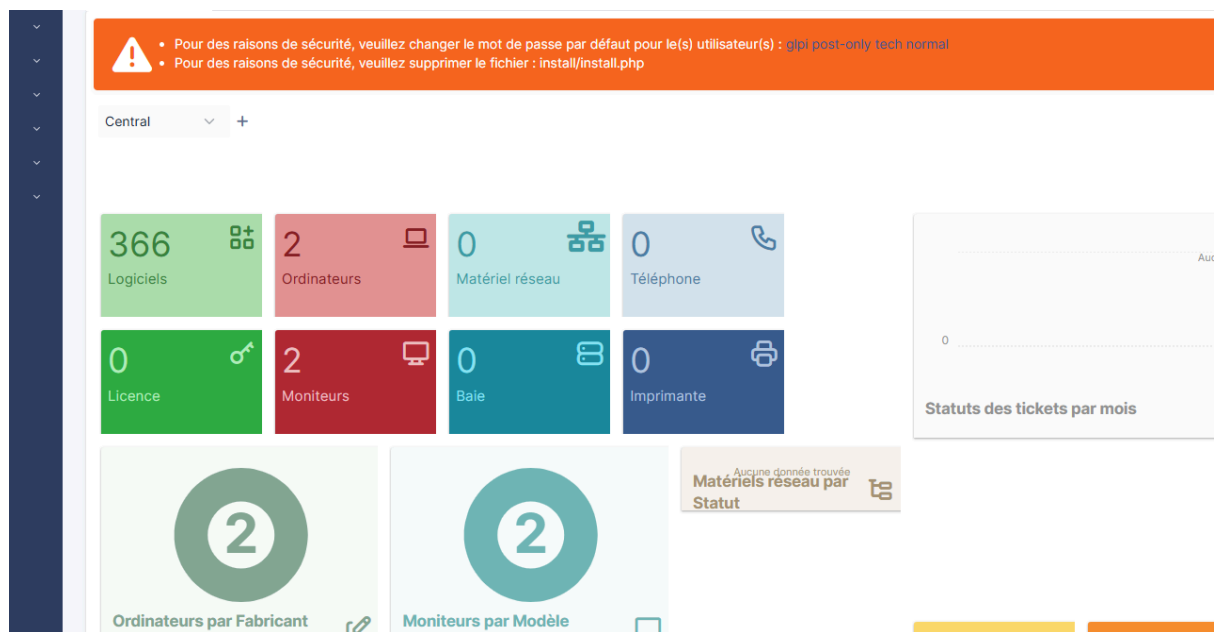 Pour des raisons de sécurité, veuillez changer le mot de passe par défaut pour le(s) utilisateur(s) : glpi post-only tech normal
Pour des raisons de sécurité, veuillez supprimer le fichier : install/install.php
Central
366
Logiciels
2
Ordinateurs
0
Matériel réseau
0
Téléphone
0
Licence
2
Moniteurs
0
Baie
0
Imprimante
Auc
0
Statuts des tickets par mois
2
Ordinateurs par Fabricant
2
Moniteurs par Modèle
Aucune donnée trouvée
Matériels réseau par
Statut